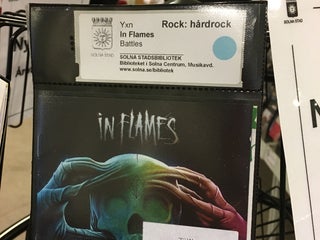 Yxn Rock: hårdrock
In Flames
Battles
SOLNA STAD
SOLNA STADSBIBLIOTEK
Biblioteket i Solna Centrum, Musikavd.
www.solna.se/bibliotek
IN FLAMES